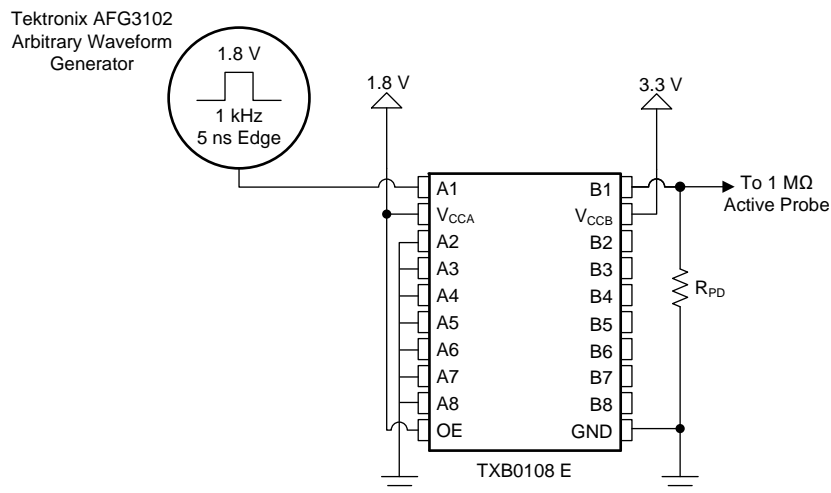 Tektronix AFG3102
Arbitrary Waveform
Generator
1.8 V
1 kHz
5 ns Edge
1.8 V
3.3 V
A1
B1
To 1 MΩ
Active Probe
VCCA
VCCB
A2
B2
A3
B3
A4
B4
RPD
A5
B5
A6
B6
A7
B7
A8
B8
OE
GND
TXB0108 E